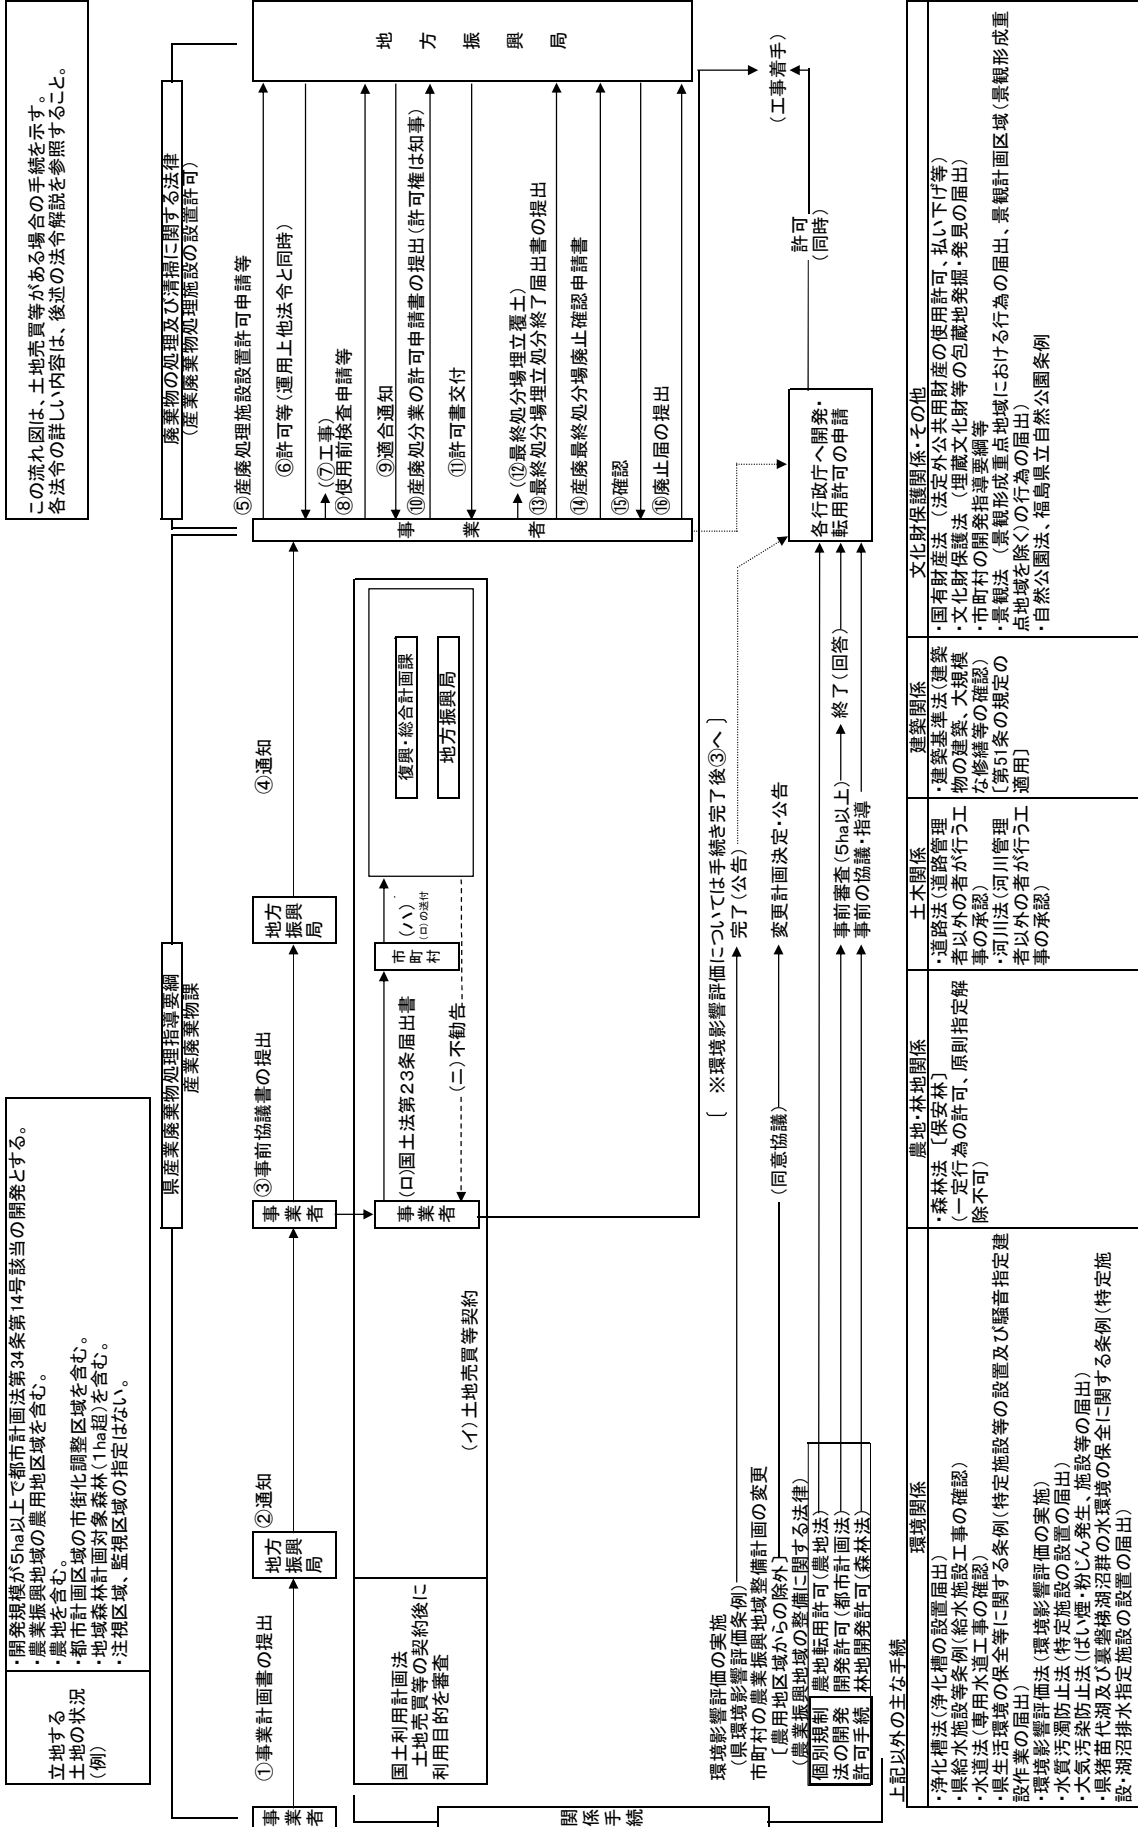 この流れ図は、土地売買等がある場合の手続を示す。
各法令の詳しい内容は、後述の法令解説を参照すること。
立地する
土地の状況
(例)
・開発規模が5ha以上で都市計画法第34条第14号該当の開発とする。
・農業振興地域の農用地区域を含む。
・農地を含む。
・都市計画区域の市街化調整区域を含む。
・地域森林計画対象森林(1ha超)を含む。
・注視区域、監視区域の指定はない。
県産業廃棄物処理指導要綱
産業廃棄物課
廃棄物の処理及び清掃に関する法律
(産業廃棄物処理施設の設置許可)
事業者
①事業計画書の提出
地方
振興
局
②通知
事業者
③事前協議書の提出
地方
振興
局
④通知
事業者
⑤産廃処理施設設置許可申請等
⑥許可等(運用上他法令と同時)
(⑦工事)
⑧使用前検査申請等
⑨適合通知
⑩産廃処分業の許可申請書の提出(許可権は知事)
⑪許可書交付
(⑫最終処分場埋立覆土)
⑬最終処分場埋立処分終了届出書の提出
⑭産廃最終処分場廃止確認申請書
⑮確認
⑯廃止届の提出
地方振興局
国土利用計画法
土地売買等の契約後に
利用目的を審査
(イ)土地売買等契約
事業者
(ロ)国土法第23条届出書
市町村
(ハ)
(ロ)の送付
復興・総合計画課
地方振興局
(ニ)不勧告
関係手続
環境影響評価の実施
(県環境影響評価条例)
〔 ※環境影響評価については手続き完了後③へ 〕
完了(公告)
市町村の農業振興地域整備計画の変更
[農用地区域からの除外]
(農業振興地域の整備に関する法律)
(同意協議)
変更計画決定・公告
個別規制
法の開発
許可手続
農地転用許可(農地法)
開発許可(都市計画法)
林地開発許可(森林法)
事前審査(5ha以上)
終了(回答)
事前の協議・指導
各行政庁へ開発・
転用許可の申請
許可
(同時)
(工事着手)
上記以外の主な手続
環境関係
・浄化槽法(浄化槽の設置届出)
・県給水施設等条例(給水施設工事の確認)
・水道法(専用水道工事の確認)
・県生活環境の保全等に関する条例(特定施設等の設置及び騒音指定建
設作業の届出)
・環境影響評価法(環境影響評価の実施)
・水質汚濁防止法(特定施設の設置の届出)
・大気汚染防止法(ばい煙・粉じん発生、施設等の届出)
・県猪苗代湖及び裏磐梯湖沼群の水環境の保全に関する条例(特定施
設・湖沼排水指定施設の設置の届出)
農地・林地関係
・森林法 [保安林]
(一定行為の許可、原則指定解
除不可)
土木関係
・道路法(道路管理
者以外の者が行う工
事の承認)
・河川法(河川管理
者以外の者が行う工
事の承認)
建築関係
・建築基準法(建築
物の建築、大規模
な修繕等の確認)
[第51条の規定の
適用]
文化財保護関係・その他
・国有財産法 (法定外公共用財産の使用許可、払い下げ等)
・文化財保護法 (埋蔵文化財等の包蔵地発掘・発見の届出)
・市町村の開発指導要綱等
・景観法 (景観形成重点地域における行為の届出、景観計画区域(景観形成重
点地域を除く)の行為の届出)
・自然公園法、福島県立自然公園条例